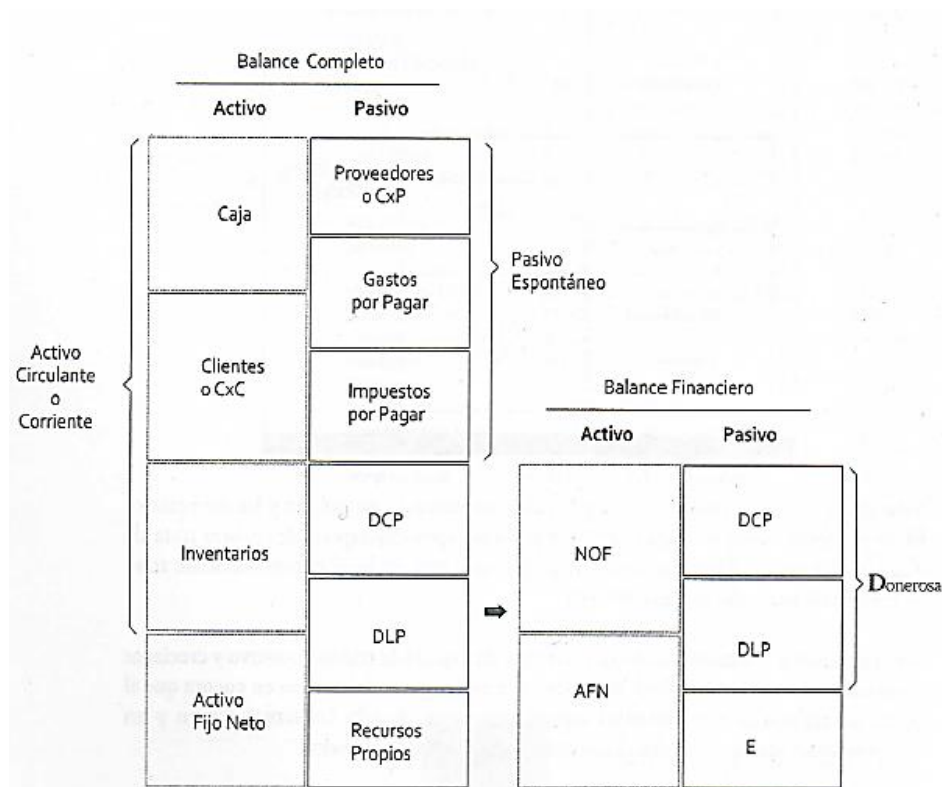 Balance Completo
Activo
Pasivo
Activo
Circulante
o
Corriente
Caja
Clientes
o CxC
Inventarios
Activo
Fijo Neto
Proveedores
o CxP
Gastos
por Pagar
Impuestos
por Pagar
DCP
DLP
Recursos
Propios
Pasivo
Espontáneo
Balance Financiero
Activo
Pasivo
NOF
AFN
DCP
DLP
E
Donerosa